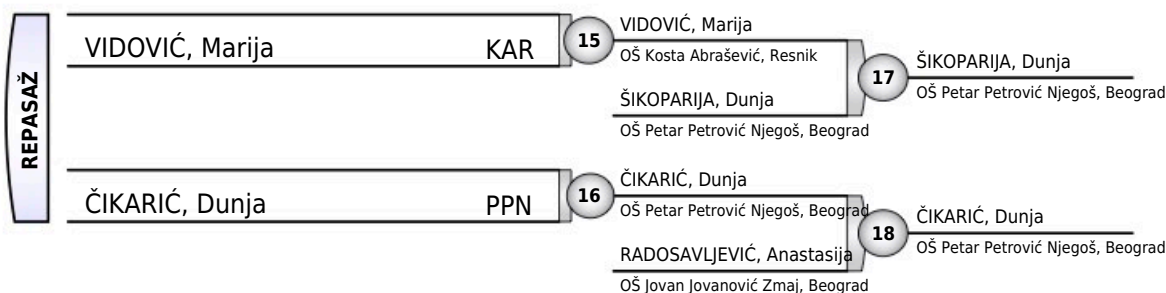 REPASAŽ
VIDOVIĆ, Marija KAR
15
VIDOVIĆ, Marija
OŠ Kosta Abrašević, Resnik
ŠIKOPARIJA, Dunja
OŠ Petar Petrović Njegoš, Beograd
17
ŠIKOPARIJA, Dunja
OŠ Petar Petrović Njegoš, Beograd
ČIKARIĆ, Dunja PPN
16
ČIKARIĆ, Dunja
OŠ Petar Petrović Njegoš, Beograd
RADOSAVLJEVIĆ, Anastasija
OŠ Jovan Jovanović Zmaj, Beograd
18
ČIKARIĆ, Dunja
OŠ Petar Petrović Njegoš, Beograd